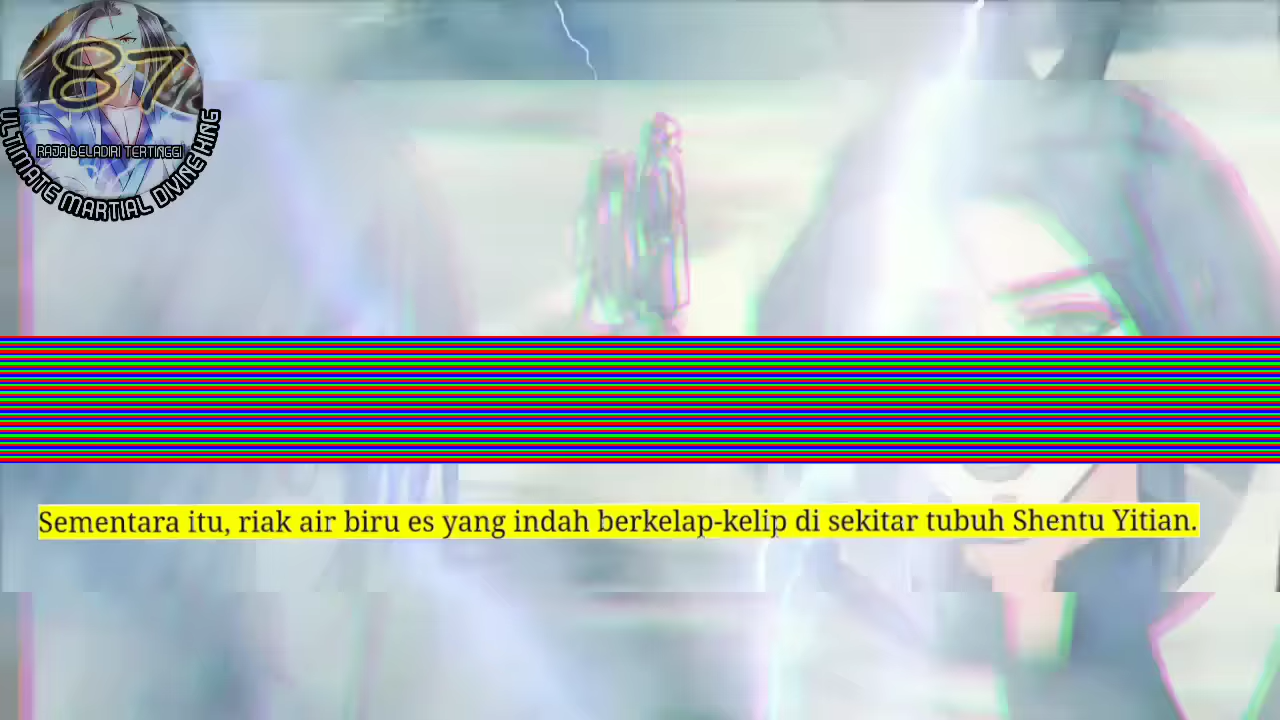 87
RAJA BELADIRI TERTINGGI
ULTIMATE MARTIAL DIVINE KING
Sementara itu, riak air biru es yang indah berkelap-kelip di sekitar tubuh Shentu Yitian.